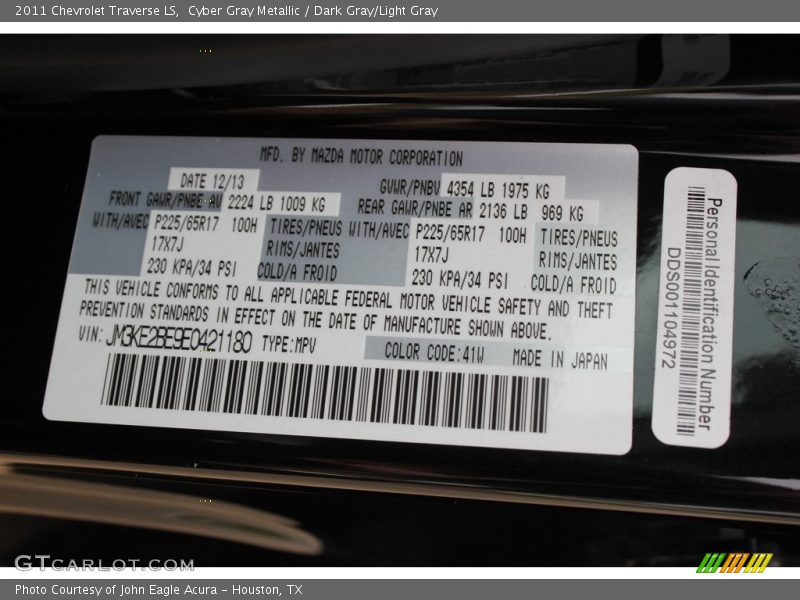 2011 Chevrolet Traverse LS,  Cyber Gray Metallic / Dark Gray/Light Gray
MFD. BY MAZDA MOTOR CORPORATION
DATE 12/13
GVWR/PNBV 4354 LB 1975 KG
FRONT GAWR/PNBE AV 2224 LB 1009 KG
REAR GAWR/PNBE AR 2136 LB 969 KG
WITH/AVEC P225/65R17 100H TIRES/PNEUS
17X7J RIMS/JANTES
230 KPA/34 PSI COLD/A FROID
WITH/AVEC P225/65R17 100H TIRES/PNEUS
17X7J RIMS/JANTES
230 KPA/34 PSI COLD/A FROID
THIS VEHICLE CONFORMS TO ALL APPLICABLE FEDERAL MOTOR VEHICLE SAFETY AND THEFT
PREVENTION STANDARDS IN EFFECT ON THE DATE OF MANUFACTURE SHOWN ABOVE.
VIN: JM3KE2BE9E0421180 TYPE:MPV
COLOR CODE:41W MADE IN JAPAN
Personal Identification Number
DDS001104972
GTCARLOT.COM
Photo Courtesy of John Eagle Acura - Houston, TX